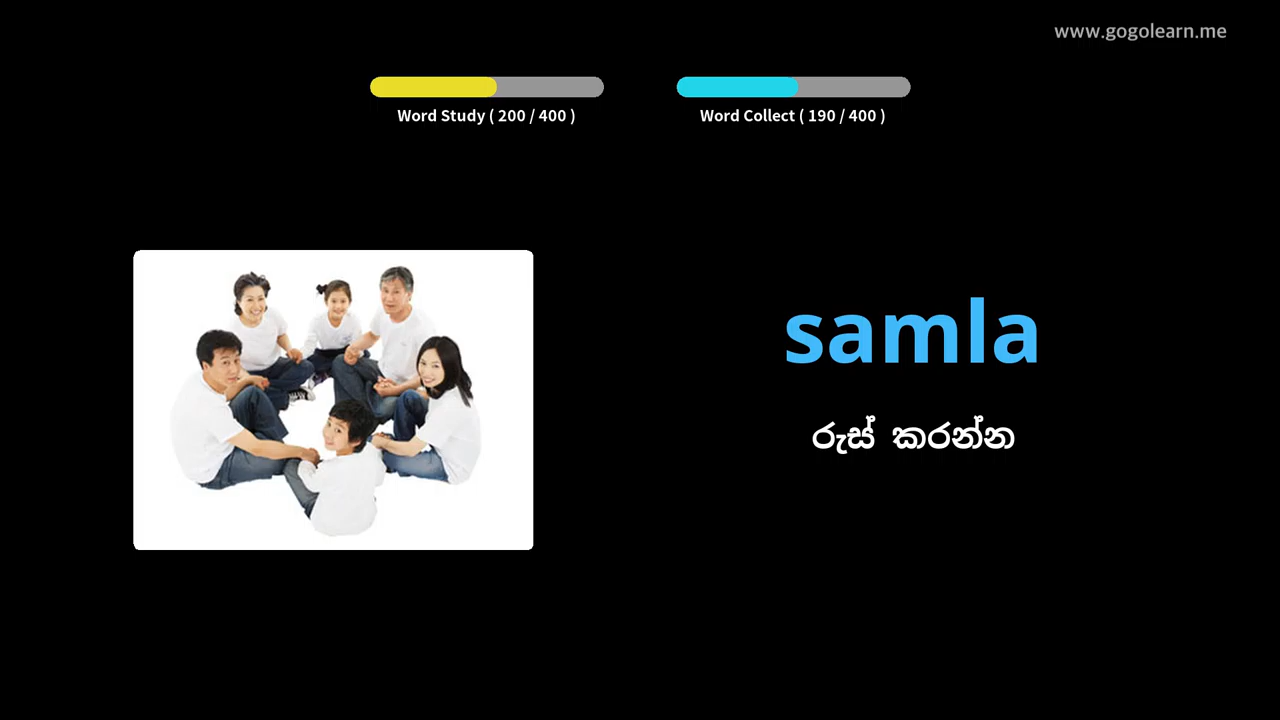 www.gogolearn.me
Word Study ( 200 / 400 )
Word Collect ( 190 / 400 )
samla
රුස් කරන්න